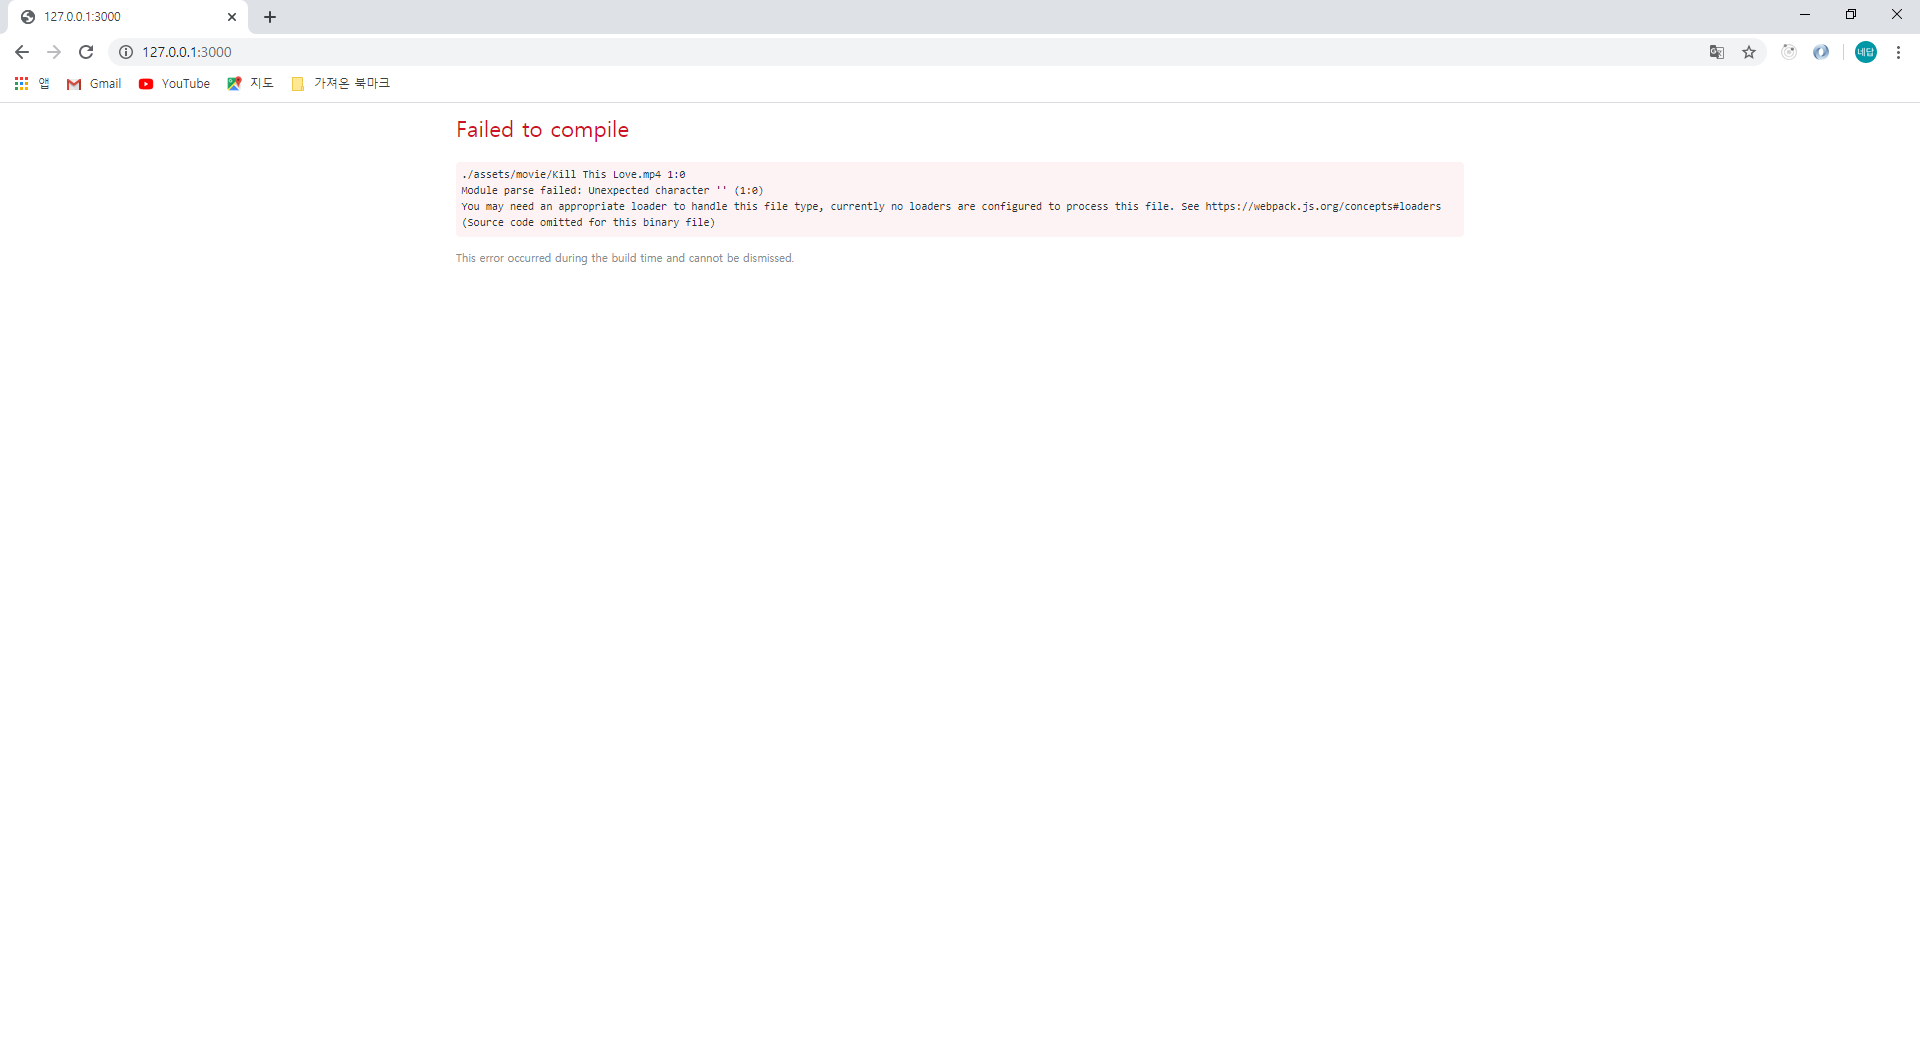 127.0.0.1:3000
127.0.0.1:3000
네답
앱 Gmail YouTube 지도 가져온 북마크
Failed to compile
./assets/movie/Kill This Love.mp4 1:0
Module parse failed: Unexpected character '' (1:0)
You may need an appropriate loader to handle this file type, currently no loaders are configured to process this file. See https://webpack.js.org/concepts#loaders
(Source code omitted for this binary file)
This error occurred during the build time and cannot be dismissed.